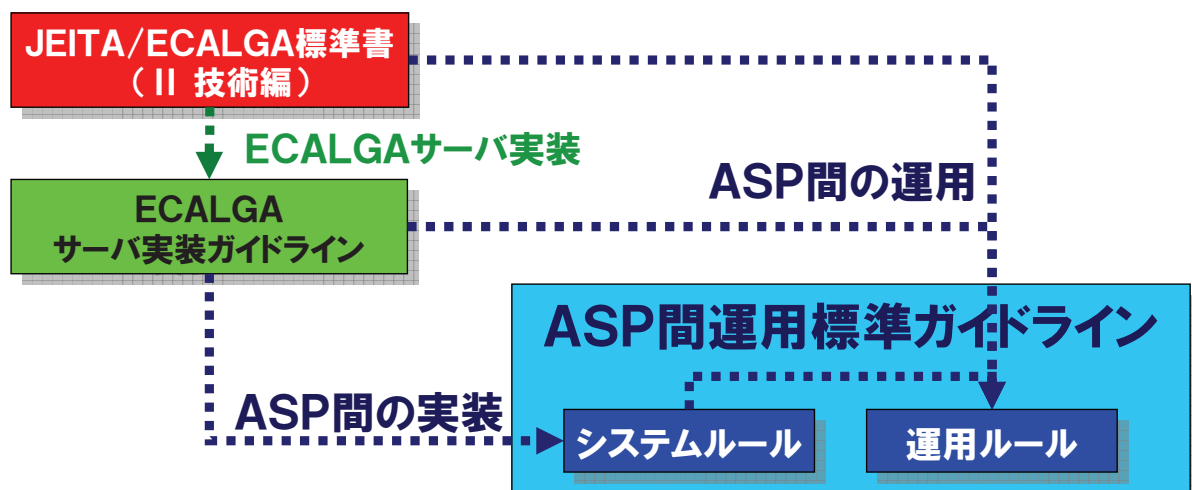 JEITA/ECALGA標準書
（II 技術編）
ECALGAサーバ実装
ASP間の運用
ECALGA
サーバ実装ガイドライン
ASP間運用標準ガイドライン
ASP間の実装
システムルール
運用ルール